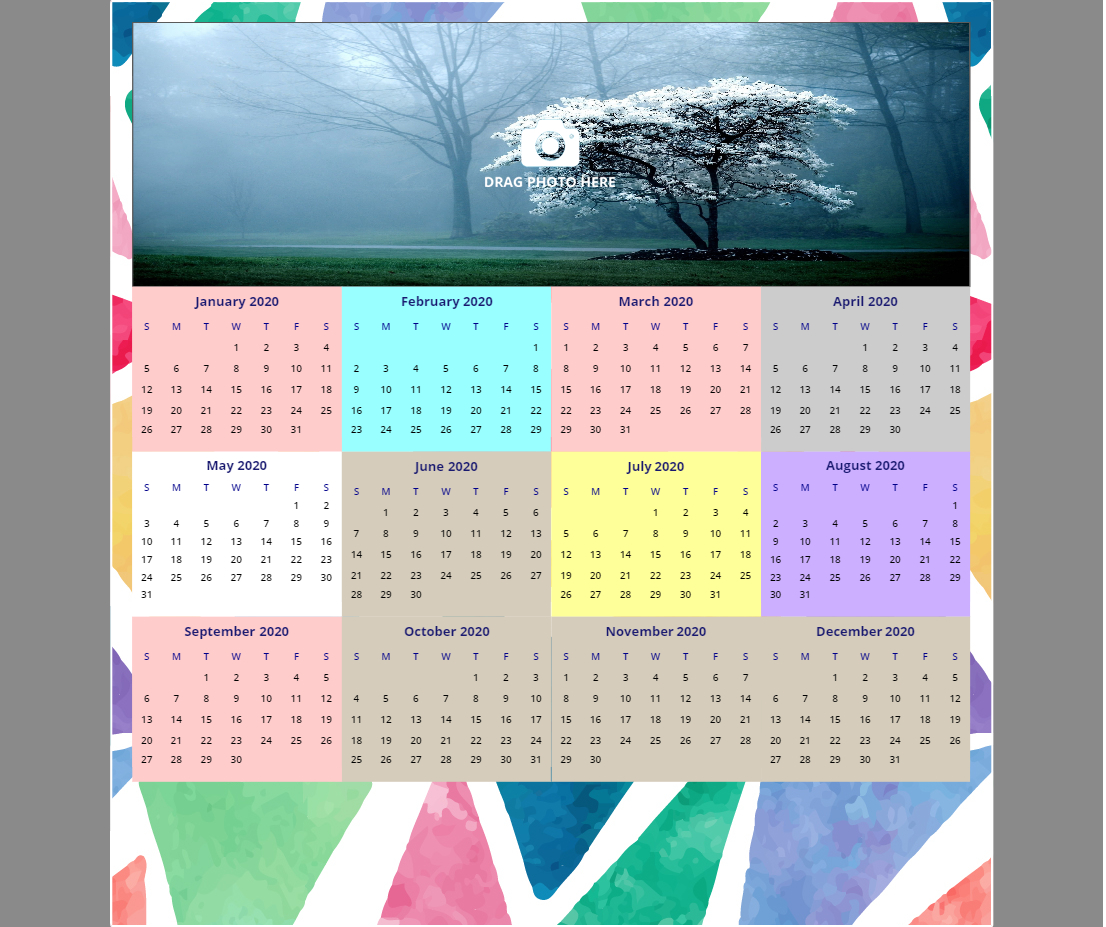 DRAG PHOTO HERE
January 2020
S M T W T F S
1 2 3 4
5 6 7 8 9 10 11
12 13 14 15 16 17 18
19 20 21 22 23 24 25
26 27 28 29 30 31
February 2020
S M T W T F S
1
2 3 4 5 6 7 8
9 10 11 12 13 14 15
16 17 18 19 20 21 22
23 24 25 26 27 28 29
March 2020
S M T W T F S
1 2 3 4 5 6 7
8 9 10 11 12 13 14
15 16 17 18 19 20 21
22 23 24 25 26 27 28
29 30 31
April 2020
S M T W T F S
1 2 3 4
5 6 7 8 9 10 11
12 13 14 15 16 17 18
19 20 21 22 23 24 25
26 27 28 29 30
May 2020
S M T W T F S
1 2
3 4 5 6 7 8 9
10 11 12 13 14 15 16
17 18 19 20 21 22 23
24 25 26 27 28 29 30
31
June 2020
S M T W T F S
1 2 3 4 5 6
7 8 9 10 11 12 13
14 15 16 17 18 19 20
21 22 23 24 25 26 27
28 29 30
July 2020
S M T W T F S
1 2 3 4
5 6 7 8 9 10 11
12 13 14 15 16 17 18
19 20 21 22 23 24 25
26 27 28 29 30 31
August 2020
S M T W T F S
1
2 3 4 5 6 7 8
9 10 11 12 13 14 15
16 17 18 19 20 21 22
23 24 25 26 27 28 29
30 31
September 2020
S M T W T F S
1 2 3 4 5
6 7 8 9 10 11 12
13 14 15 16 17 18 19
20 21 22 23 24 25 26
27 28 29 30
October 2020
S M T W T F S
1 2 3
4 5 6 7 8 9 10
11 12 13 14 15 16 17
18 19 20 21 22 23 24
25 26 27 28 29 30 31
November 2020
S M T W T F S
1 2 3 4 5 6 7
8 9 10 11 12 13 14
15 16 17 18 19 20 21
22 23 24 25 26 27 28
29 30
December 2020
S M T W T F S
1 2 3 4 5
6 7 8 9 10 11 12
13 14 15 16 17 18 19
20 21 22 23 24 25 26
27 28 29 30 31